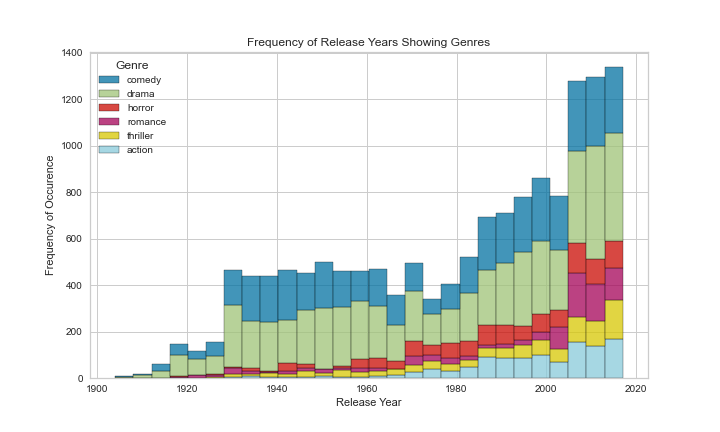 Frequency of Release Years Showing Genres
1400
1200
1000
800
600
400
200
0
Frequency of Occurence
Genre
comedy
drama
horror
romance
thriller
action
1900 1920 1940 1960 1980 2000 2020
Release Year